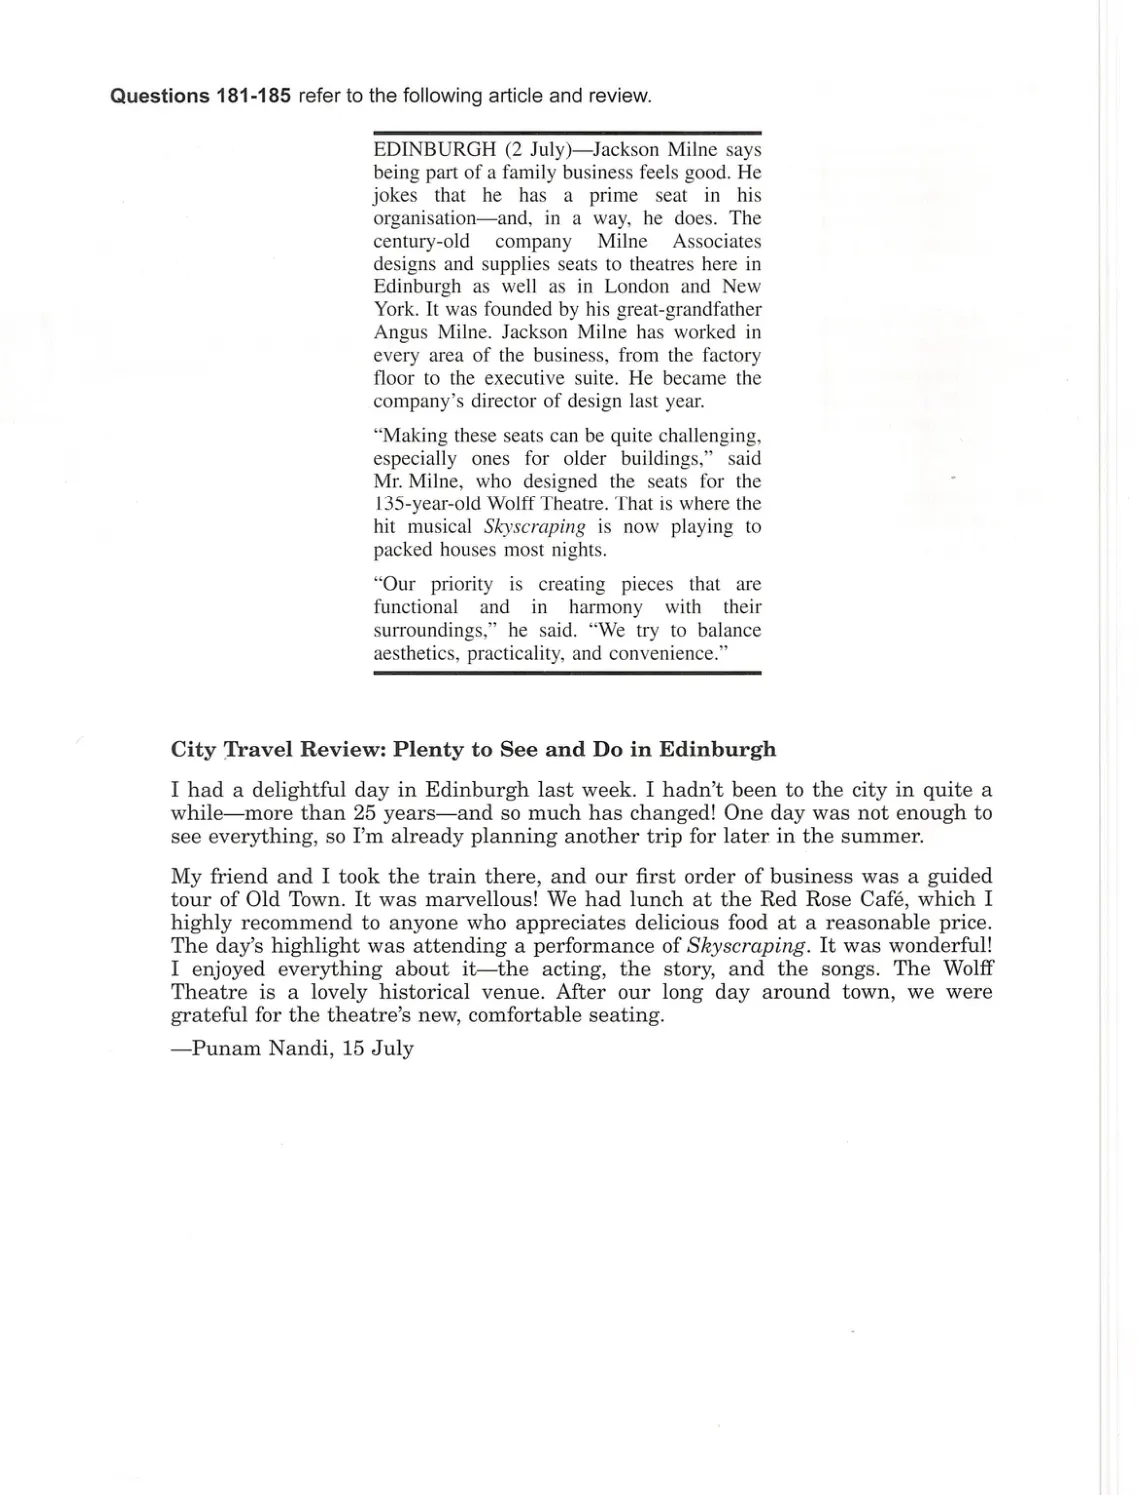 Questions 181-185 refer to the following article and review.
EDINBURGH (2 July)—Jackson Milne says
being part of a family business feels good. He
jokes that he has a prime seat in his
organisation—and, in a way, he does. The
century-old company Milne Associates
designs and supplies seats to theatres here in
Edinburgh as well as in London and New
York. It was founded by his great-grandfather
Angus Milne. Jackson Milne has worked in
every area of the business, from the factory
floor to the executive suite. He became the
company's director of design last year.
“Making these seats can be quite challenging,
especially ones for older buildings,” said
Mr. Milne, who designed the seats for the
135-year-old Wolff Theatre. That is where the
hit musical Skyscraping is now playing to
packed houses most nights.
“Our priority is creating pieces that are
functional and in harmony with their
surroundings,” he said. “We try to balance
aesthetics, practicality, and convenience.”
City Travel Review: Plenty to See and Do in Edinburgh
I had a delightful day in Edinburgh last week. I hadn't been to the city in quite a
while—more than 25 years—and so much has changed! One day was not enough to
see everything, so I'm already planning another trip for later in the summer.
My friend and I took the train there, and our first order of business was a guided
tour of Old Town. It was marvellous! We had lunch at the Red Rose Café, which I
highly recommend to anyone who appreciates delicious food at a reasonable price.
The day's highlight was attending a performance of Skyscraping. It was wonderful!
I enjoyed everything about it—the acting, the story, and the songs. The Wolff
Theatre is a lovely historical venue. After our long day around town, we were
grateful for the theatre's new, comfortable seating.
—Punam Nandi, 15 July